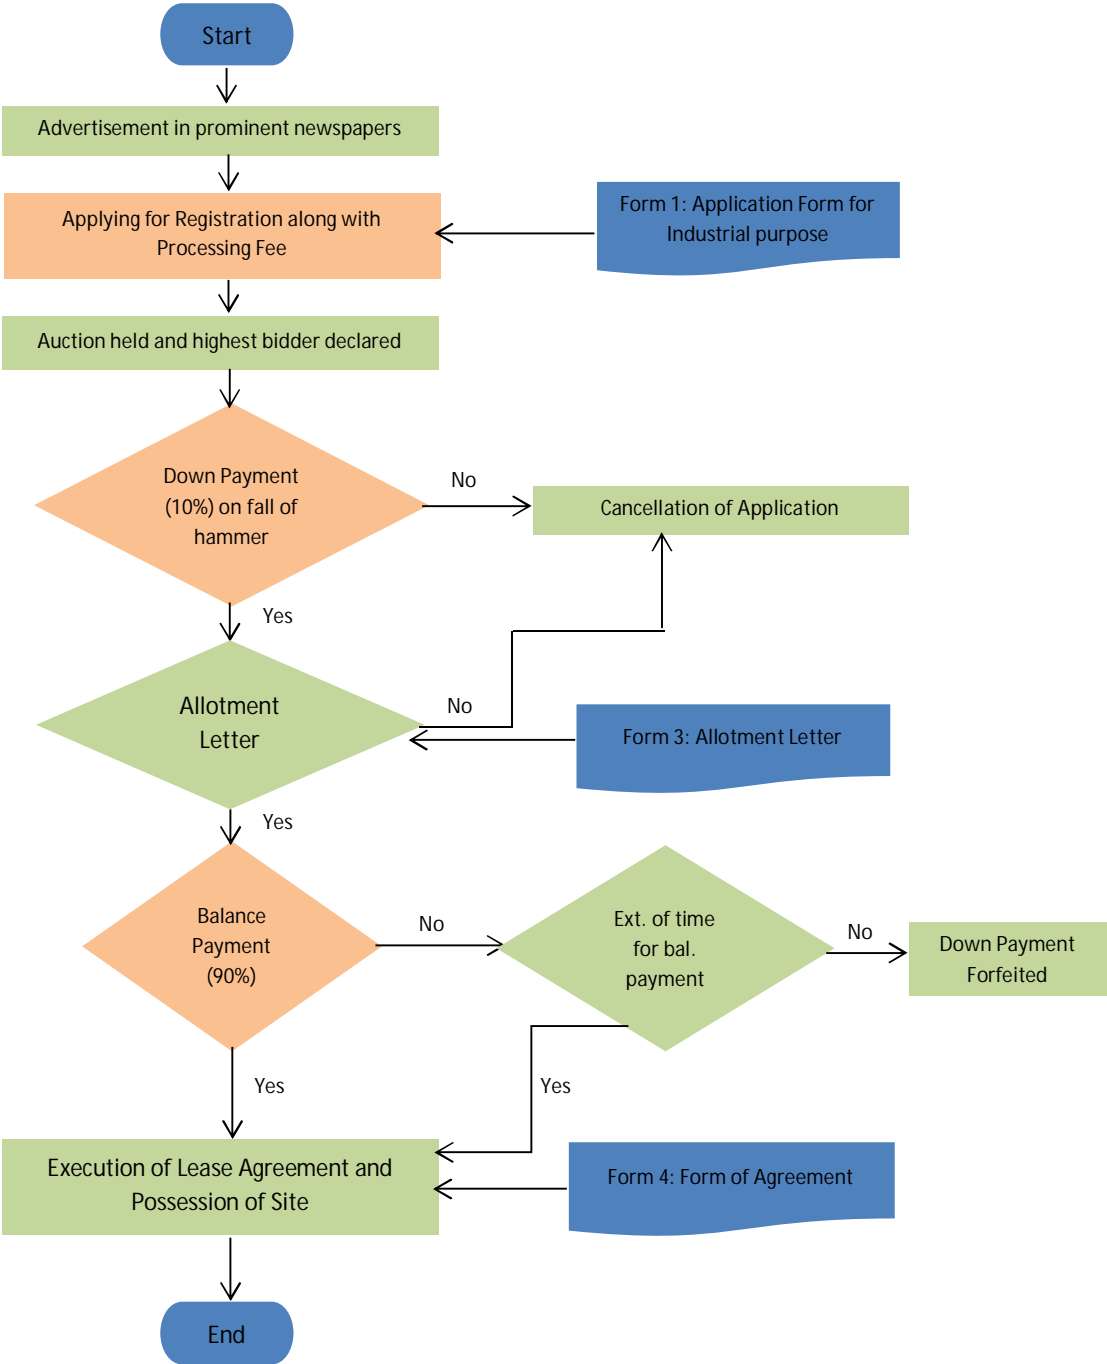 Start
Advertisement in prominent newspapers
Applying for Registration along with
Processing Fee
Form 1: Application Form for
Industrial purpose
Auction held and highest bidder declared
Down Payment
(10%) on fall of
hammer
No
Cancellation of Application
Yes
Allotment
Letter
No
Form 3: Allotment Letter
Yes
Balance
Payment
(90%)
No
Ext. of time
for bal.
payment
No
Down Payment
Forfeited
Yes
Yes
Execution of Lease Agreement and
Possession of Site
Form 4: Form of Agreement
End